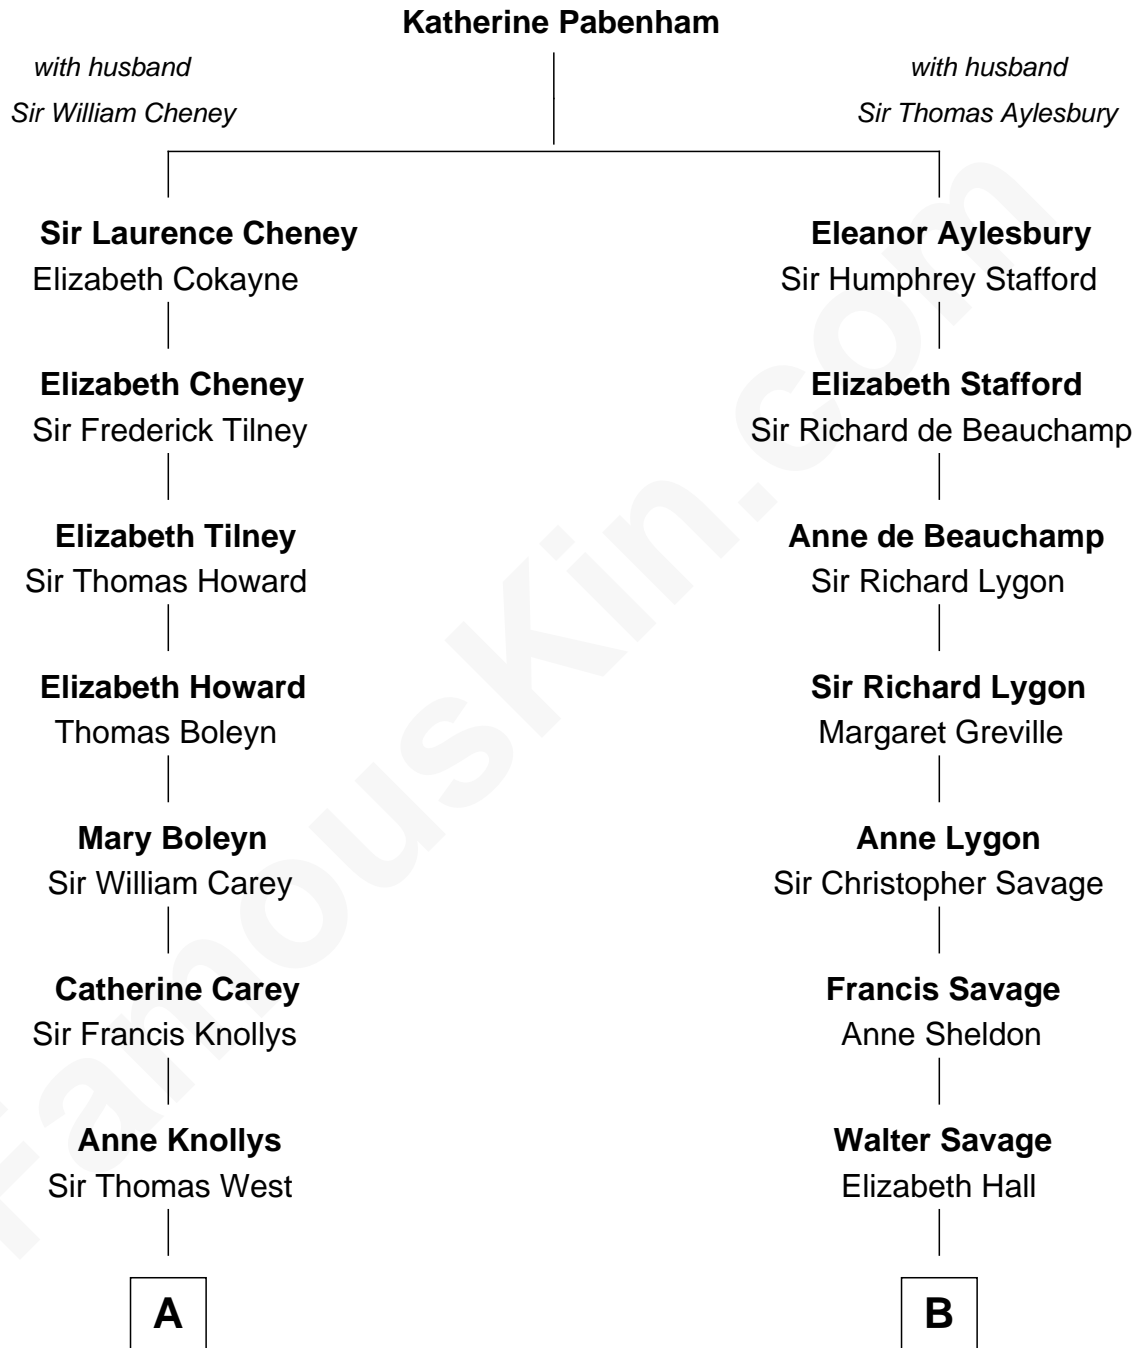 Katherine Pabenham
with husband
Sir William Cheney
with husband
Sir Thomas Aylesbury
Sir Laurence Cheney
Elizabeth Cokayne
Eleanor Aylesbury
Sir Humphrey Stafford
Elizabeth Cheney
Sir Frederick Tilney
Elizabeth Stafford
Sir Richard de Beauchamp
Elizabeth Tilney
Sir Thomas Howard
Anne de Beauchamp
Sir Richard Lygon
Elizabeth Howard
Thomas Boleyn
Sir Richard Lygon
Margaret Greville
Mary Boleyn
Sir William Carey
Anne Lygon
Sir Christopher Savage
Catherine Carey
Sir Francis Knollys
Francis Savage
Anne Sheldon
Anne Knollys
Sir Thomas West
Walter Savage
Elizabeth Hall
A
B
FamousKin.com